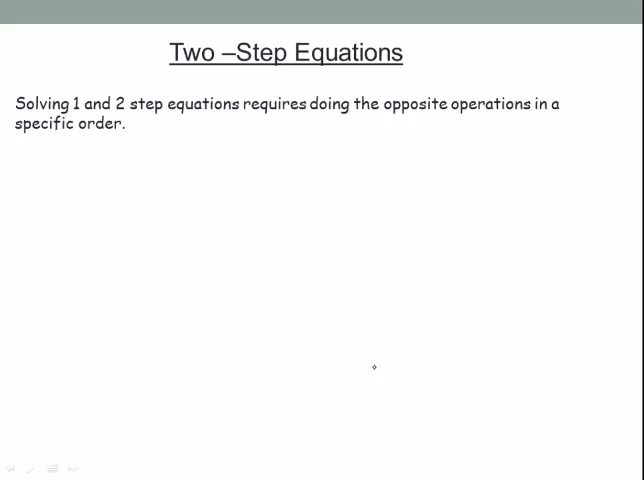 Two –Step Equations
Solving 1 and 2 step equations requires doing the opposite operations in a
specific order.